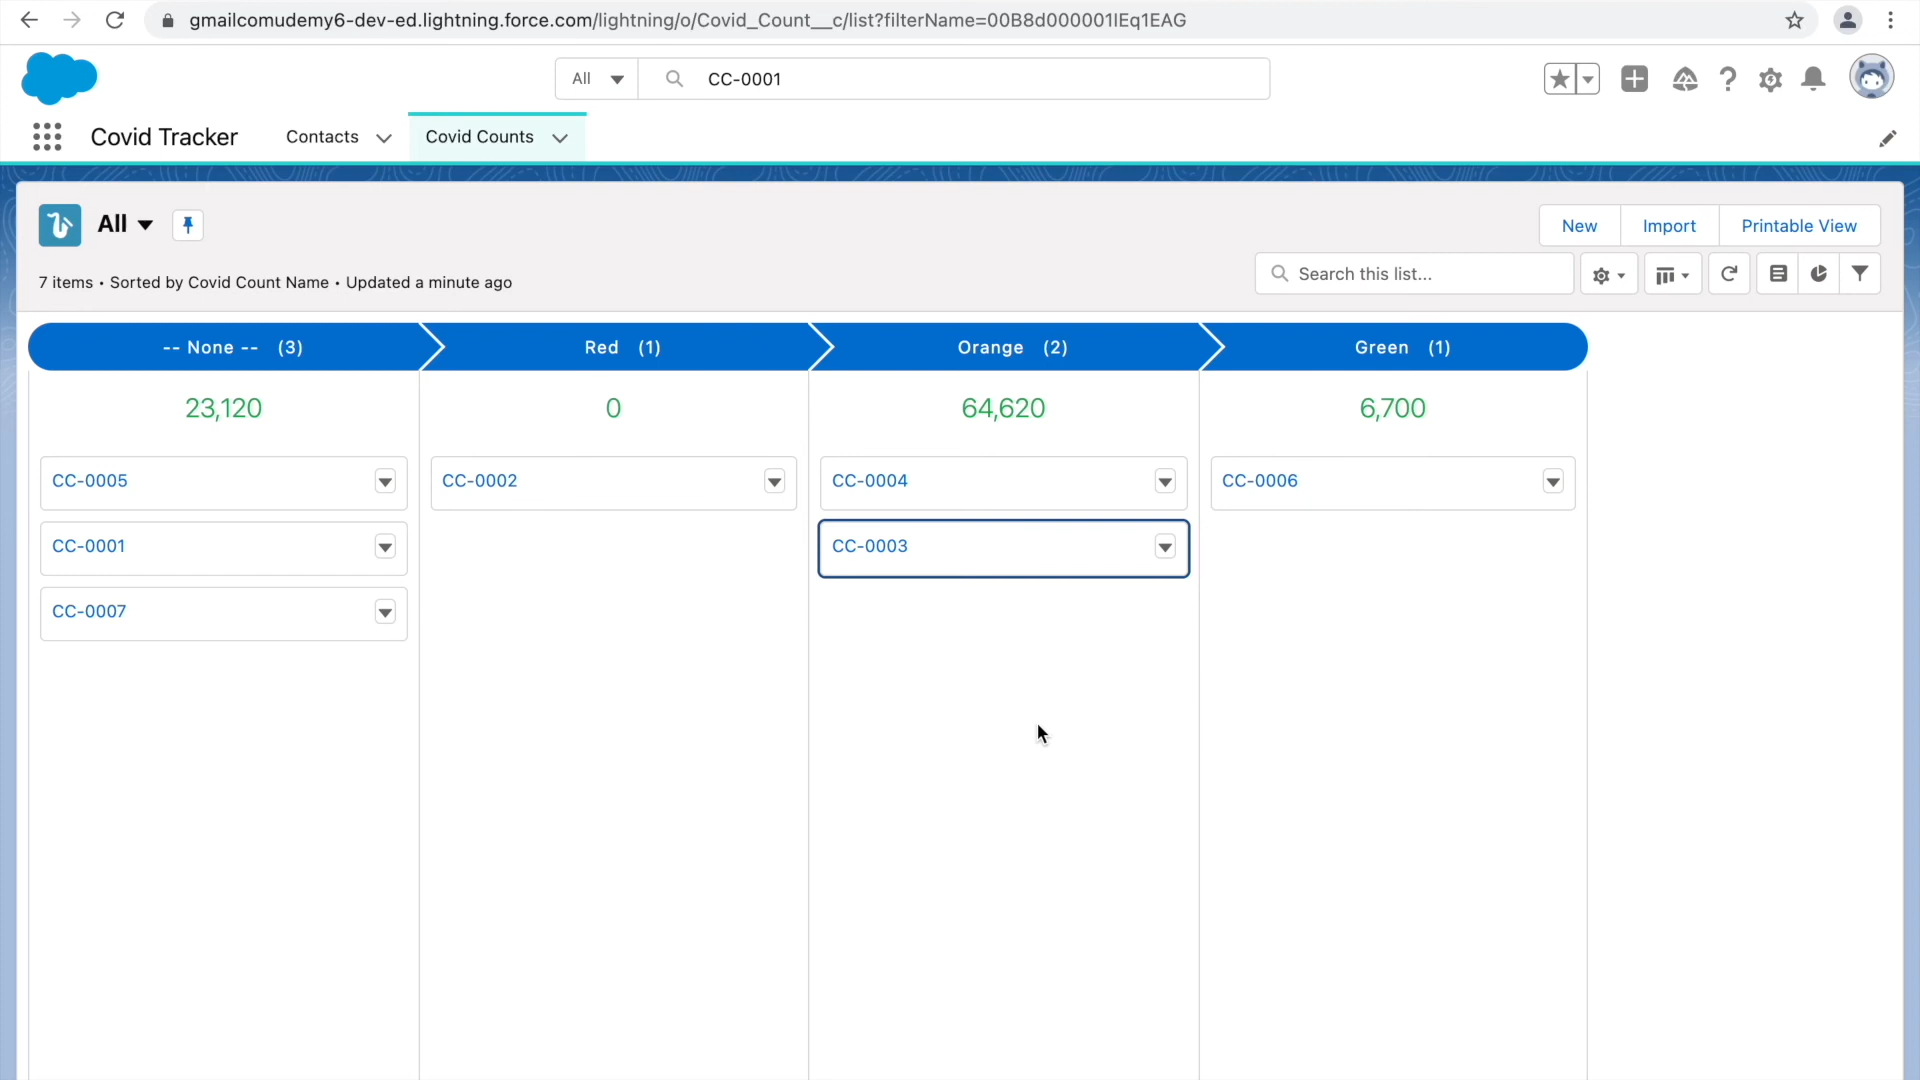 gmailcomudemy6-dev-ed.lightning.force.com/lightning/o/Covid_Count__c/list?filterName=00B8d000001IEq1EAG
All CC-0001
Covid Tracker Contacts Covid Counts
All New Import Printable View
7 items • Sorted by Covid Count Name • Updated a minute ago Search this list...
-- None -- (3) Red (1) Orange (2) Green (1)
23,120 0 64,620 6,700
CC-0005 CC-0002 CC-0004 CC-0006
CC-0001 CC-0003
CC-0007